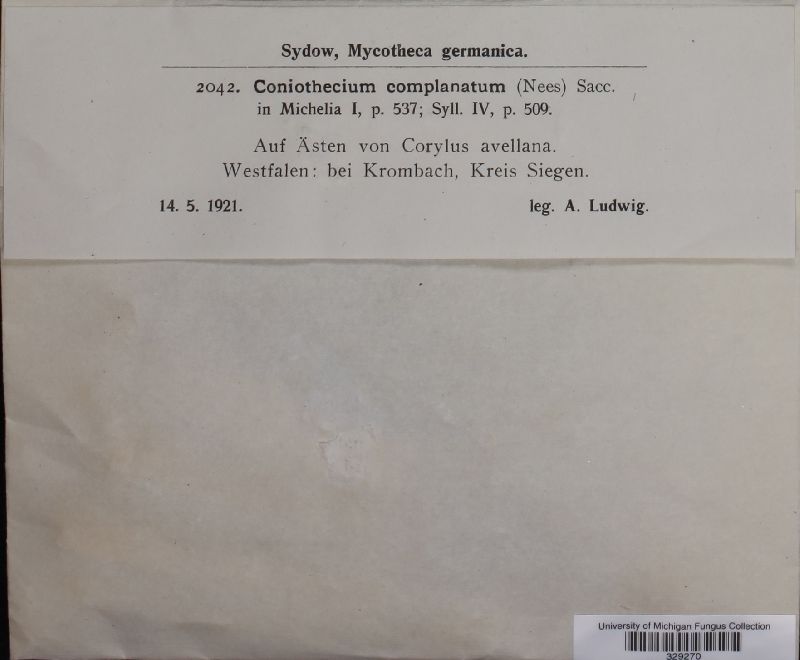 Sydow, Mycotheca germanica.
2042. Coniothecium complanatum (Nees) Sacc.
in Michelia I, p. 537; Syll. IV, p. 509.
Auf Ästen von Corylus avellana.
Westfalen: bei Krombach, Kreis Siegen.
14. 5. 1921. leg. A. Ludwig.
University of Michigan Fungus Collection
329270